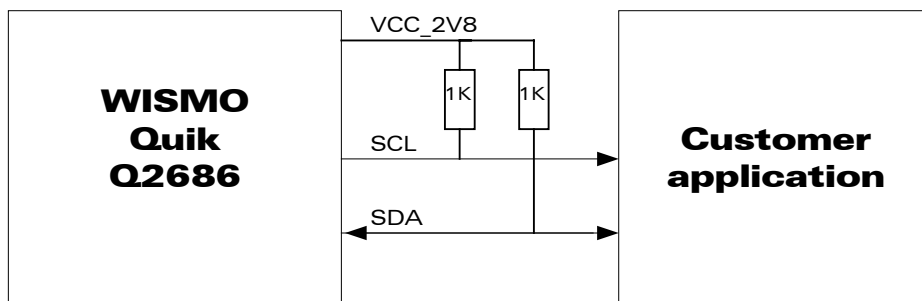 VCC_2V8
1K 1K
WISMO
Quik
Q2686
SCL
SDA
Customer
application